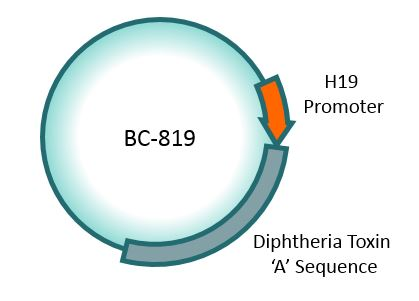 H19
Promoter
BC-819
Diphtheria Toxin
‘A’ Sequence